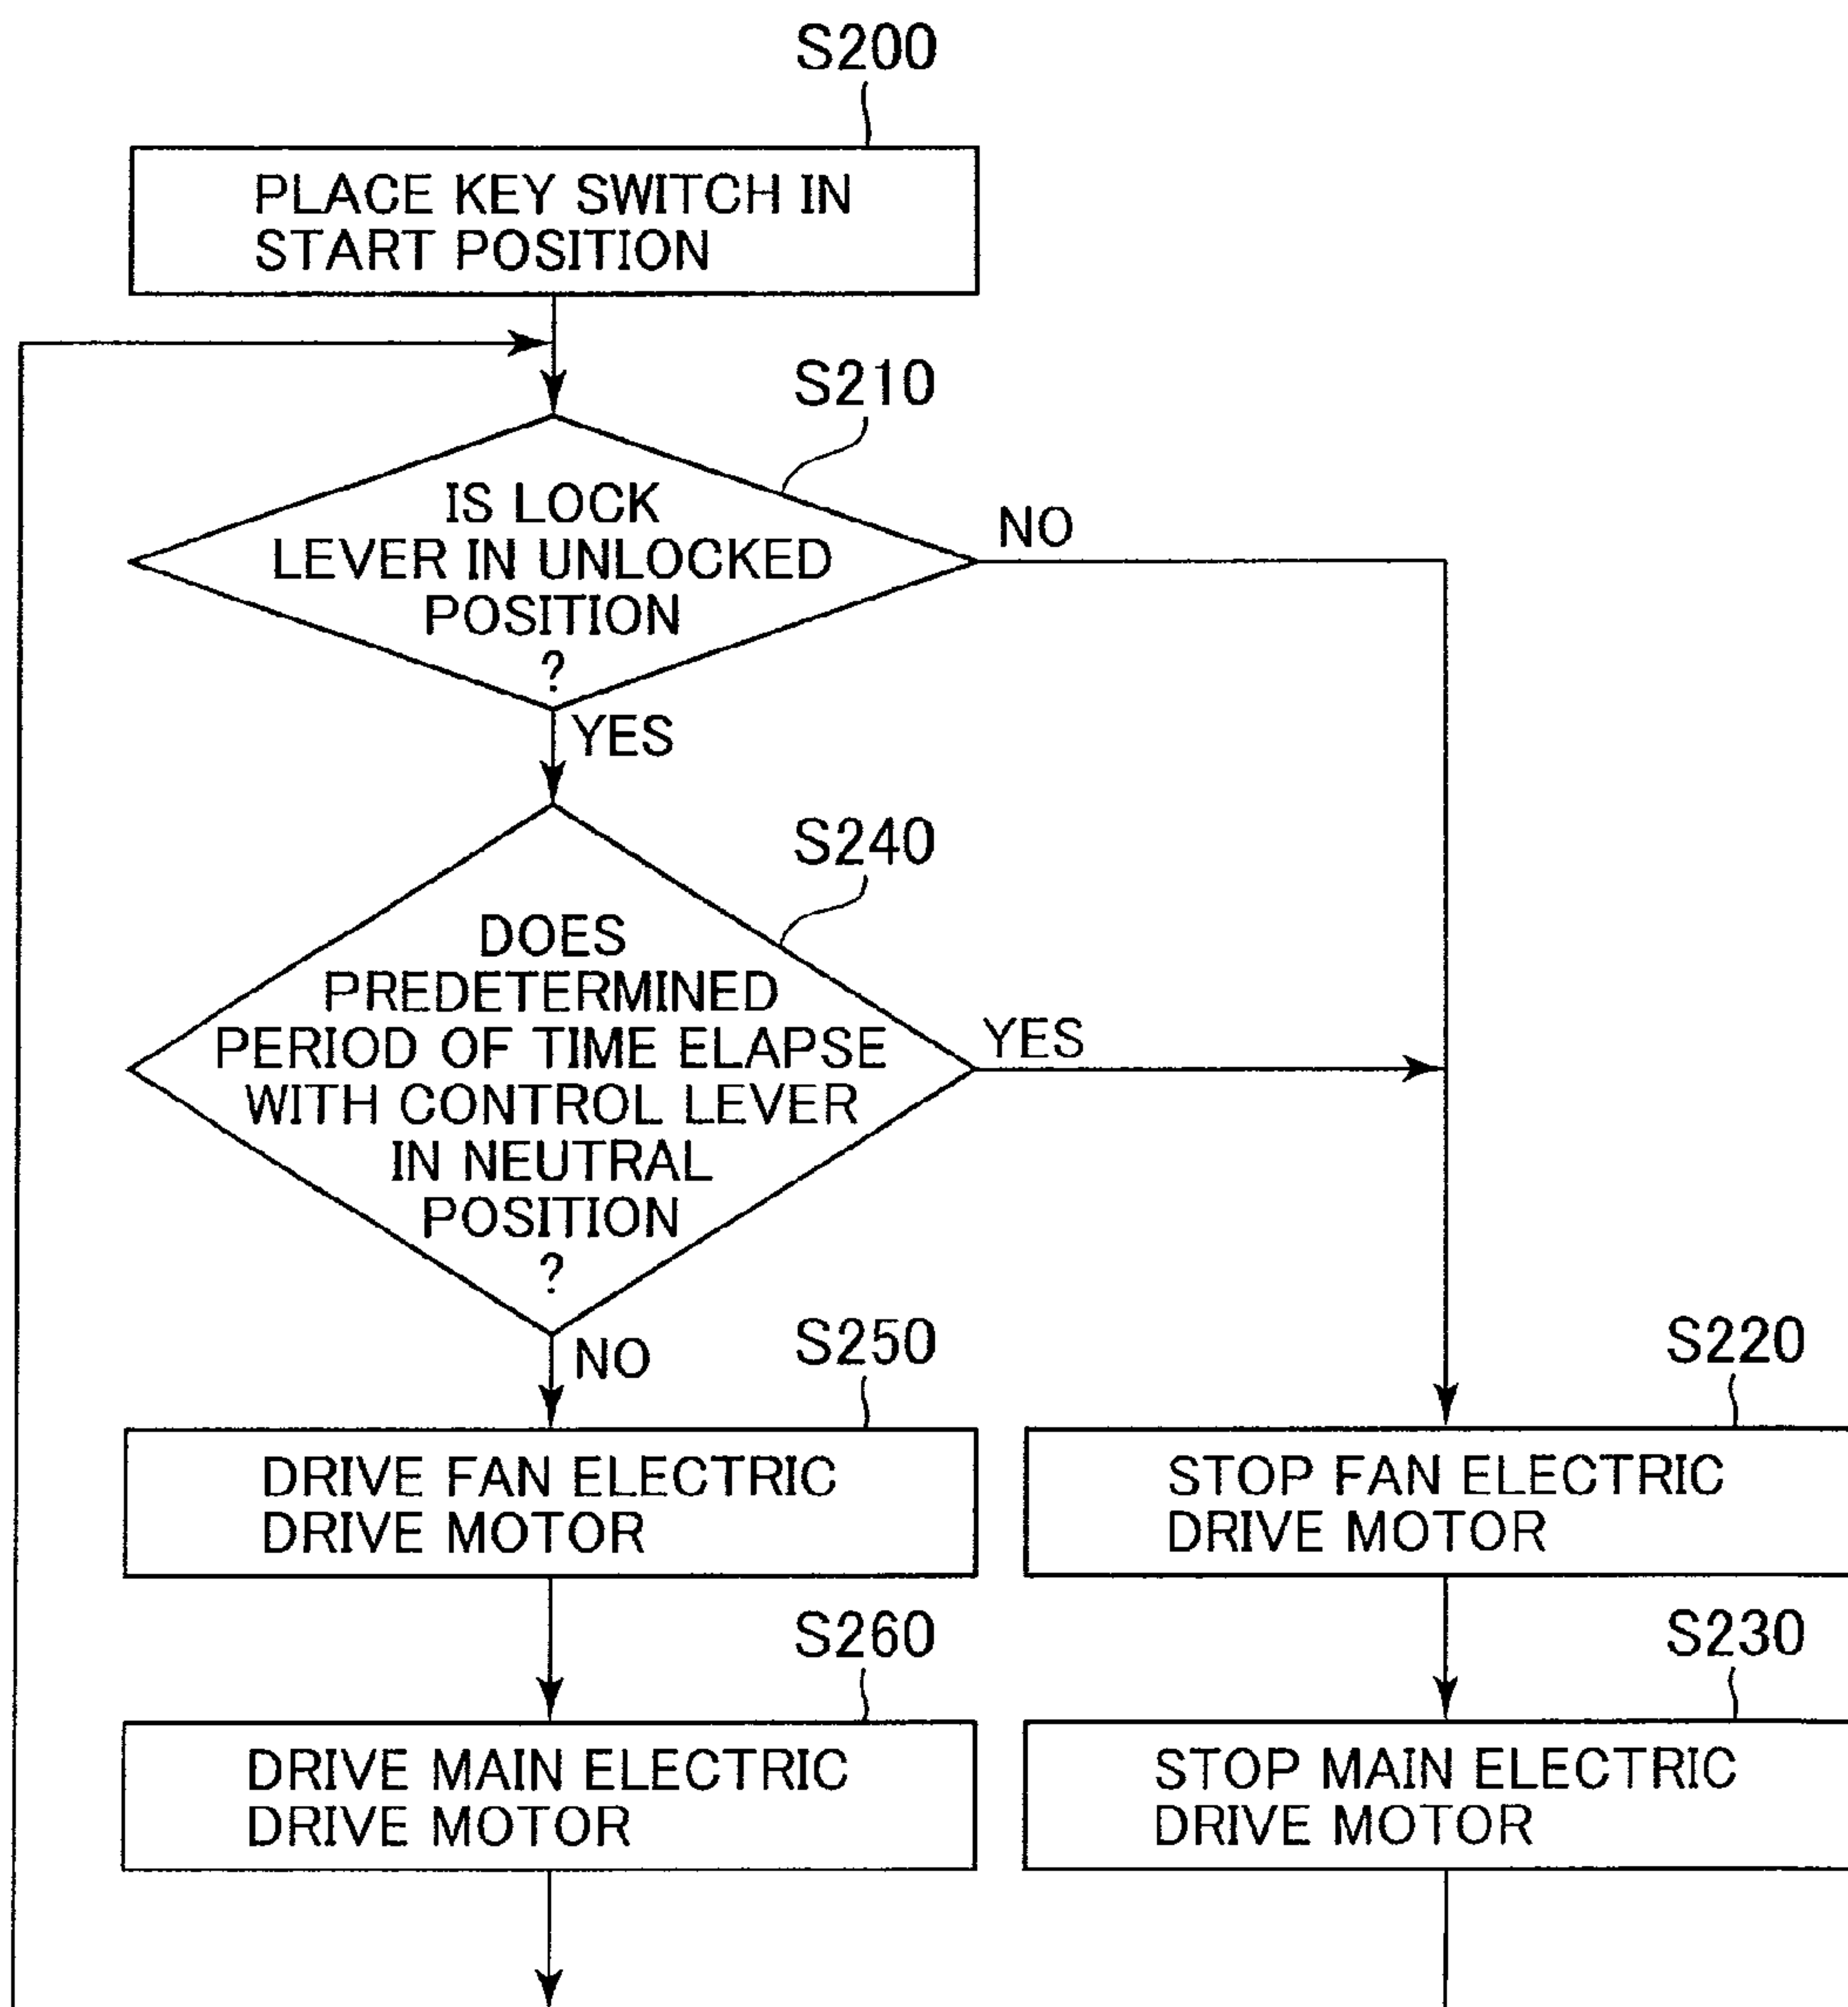 S200
PLACE KEY SWITCH IN
START POSITION
S210
IS LOCK
LEVER IN UNLOCKED
POSITION
?
NO
YES
S240
DOES
PREDETERMINED
PERIOD OF TIME ELAPSE
WITH CONTROL LEVER
IN NEUTRAL
POSITION
?
YES
NO
S250
DRIVE FAN ELECTRIC
DRIVE MOTOR
S220
STOP FAN ELECTRIC
DRIVE MOTOR
S260
DRIVE MAIN ELECTRIC
DRIVE MOTOR
S230
STOP MAIN ELECTRIC
DRIVE MOTOR